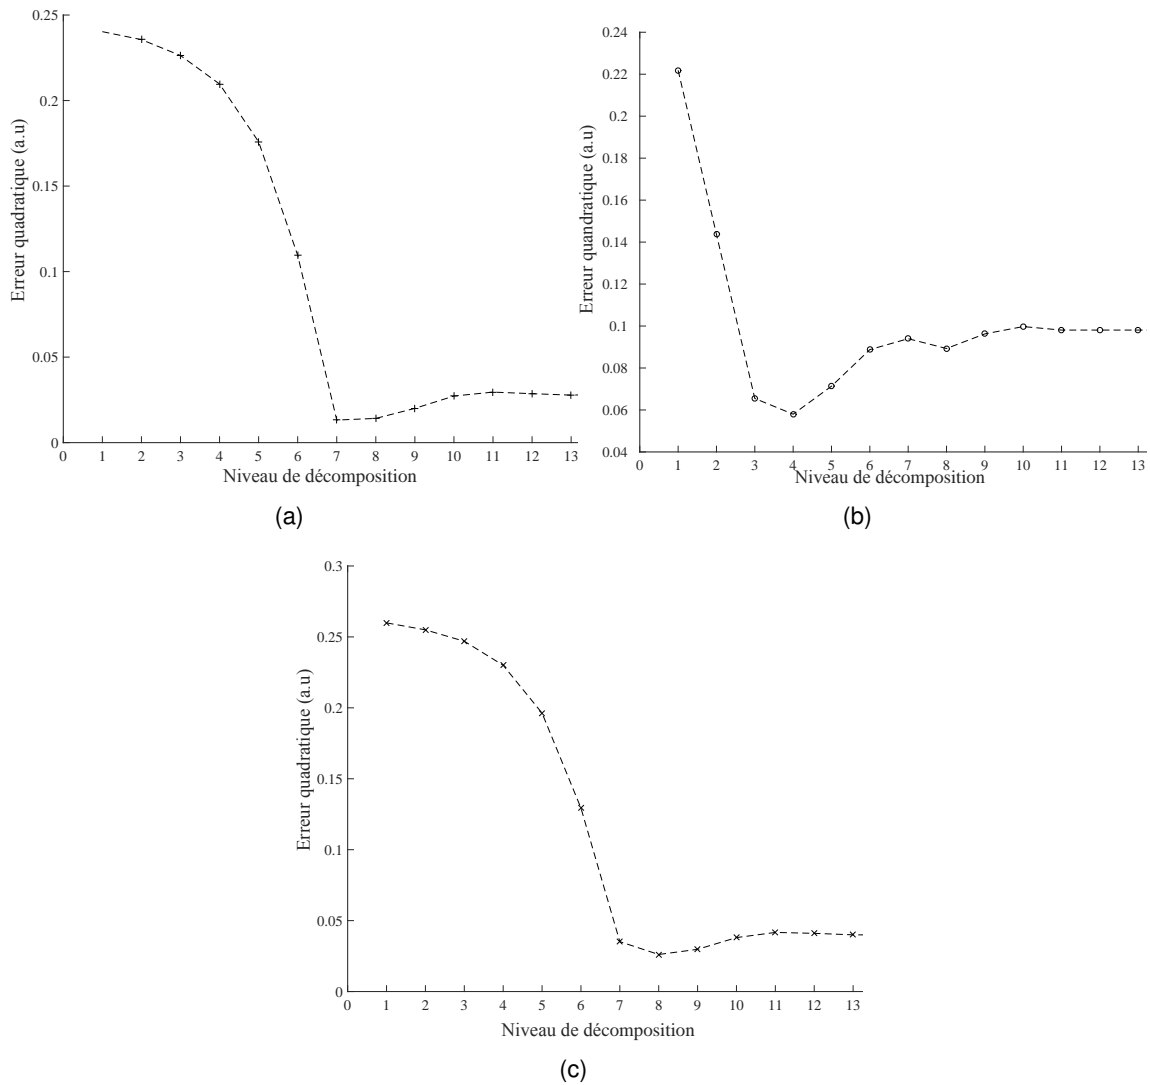 0.25
0.2
0.15
0.1
0.05
0
Erreur quadratique (a.u)
0 1 2 3 4 5 6 7 8 9 10 11 12 13
Niveau de décomposition
(a)
0.24
0.22
0.2
0.18
0.16
0.14
0.12
0.1
0.08
0.06
0.04
Erreur quandratique (a.u)
0 1 2 3 4 5 6 7 8 9 10 11 12 13
Niveau de décomposition
(b)
0.3
0.25
0.2
0.15
0.1
0.05
0
Erreur quadratique (a.u)
0 1 2 3 4 5 6 7 8 9 10 11 12 13
Niveau de décomposition
(c)